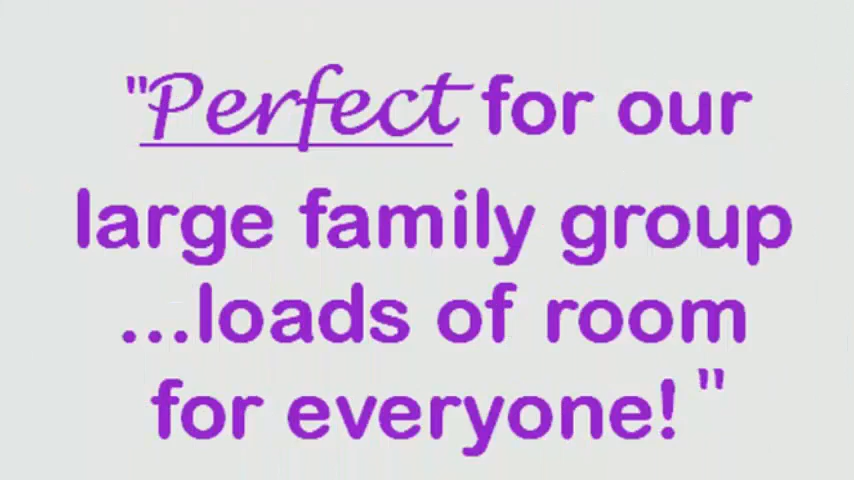 "Perfect for our
large family group
...loads of room
for everyone!"